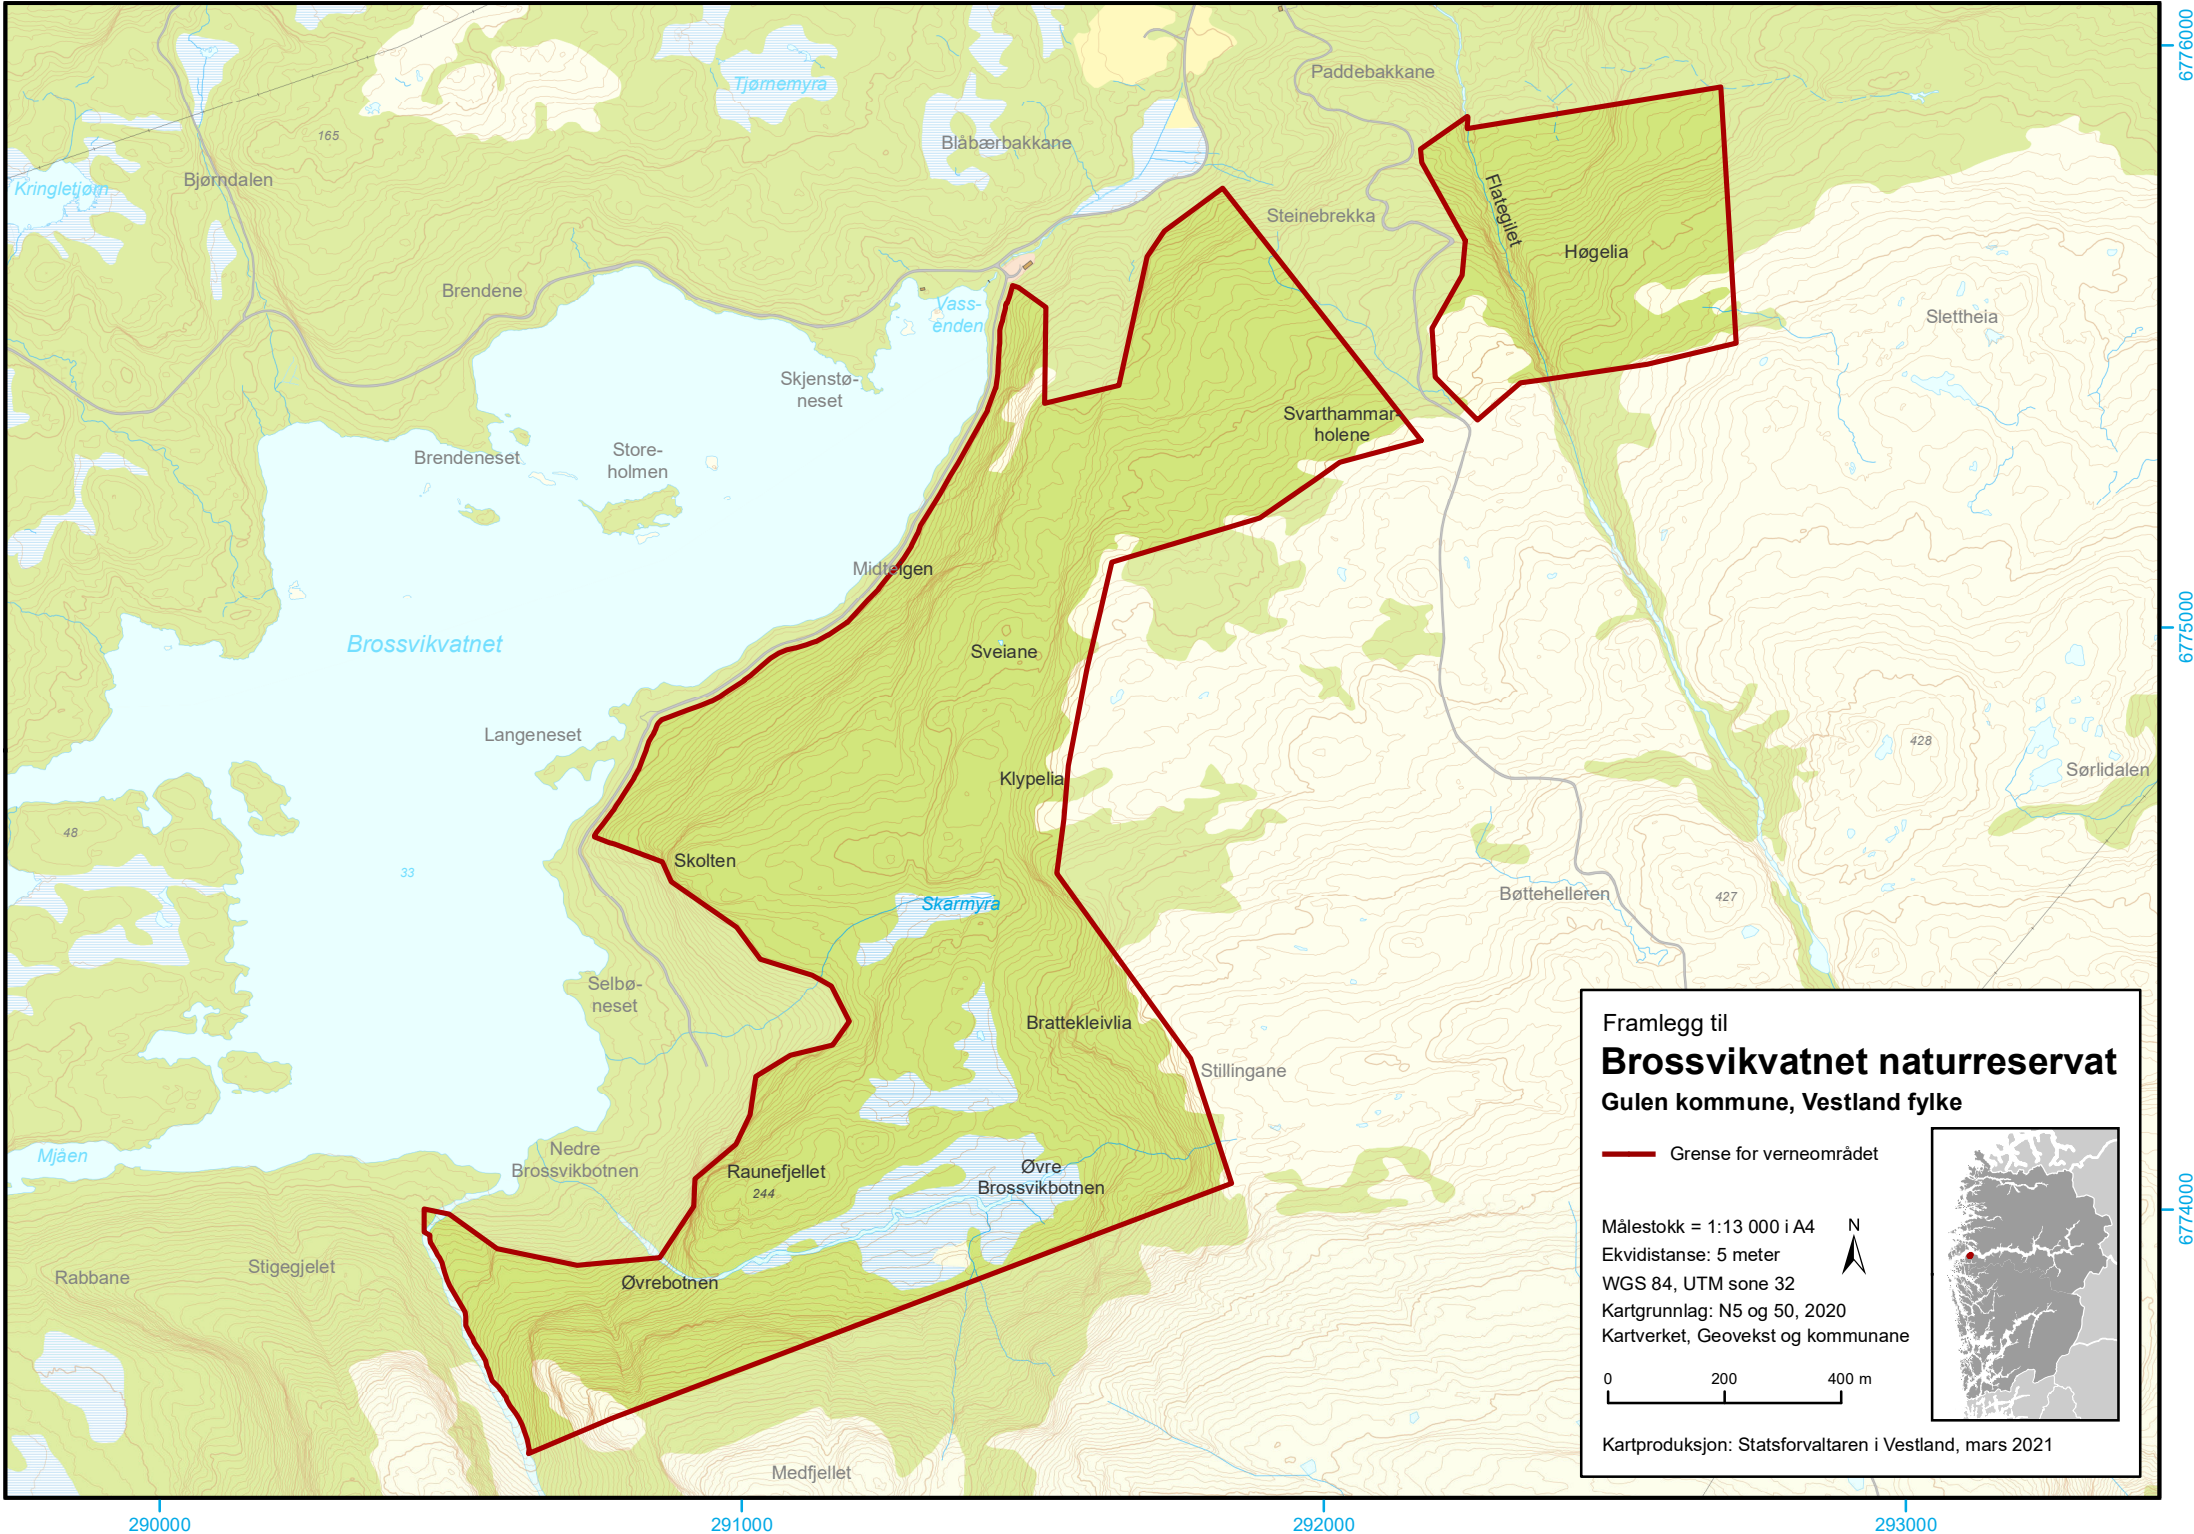 Tjørnemyra
Paddebakkane
165
Blåbærbakkane
Bjørndalen
Kringletjørn
Steinebrekka
Flategilet
Høgelia
Brendene
Vass-
enden
Slettheia
Skjenstø-
neset
Svarthammar-
holene
Brendeneset
Store-
holmen
Midteigen
Brossvikvatnet
Sveiane
Langeneset
Klypelia
428
Sørlidalen
48
33
Skolten
Skarmyra
Bøttehelleren
427
Selbø-
neset
Brattekleivlia
Stillingane
Mjåen
Nedre
Brossvikbotnen
Raunefjellet
244
Øvre
Brossvikbotnen
Rabbane
Stigegjelet
Øvrebotnen
Medfjellet
Framlegg til
Brossvikvatnet naturreservat
Gulen kommune, Vestland fylke
Grense for verneområdet
Målestokk = 1:13 000 i A4
N
Ekvidistanse: 5 meter
WGS 84, UTM sone 32
Kartgrunnlag: N5 og 50, 2020
Kartverket, Geovekst og kommunane
0 200 400 m
Kartproduksjon: Statsforvaltaren i Vestland, mars 2021
6776000
6775000
6774000
290000 291000 292000 293000